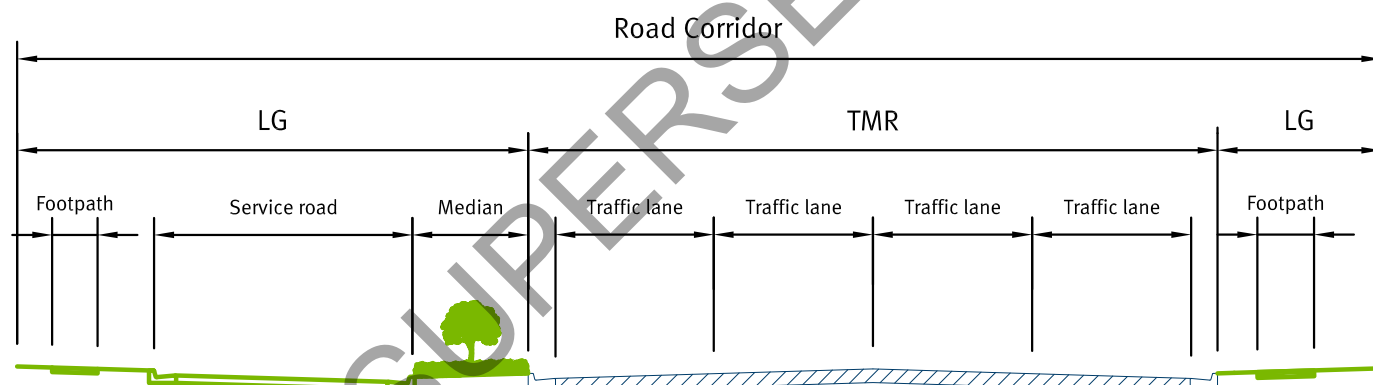 Road Corridor
LG
TMR
LG
Footpath
Service road
Median
Traffic lane
Traffic lane
Traffic lane
Traffic lane
Footpath
SUPERSE